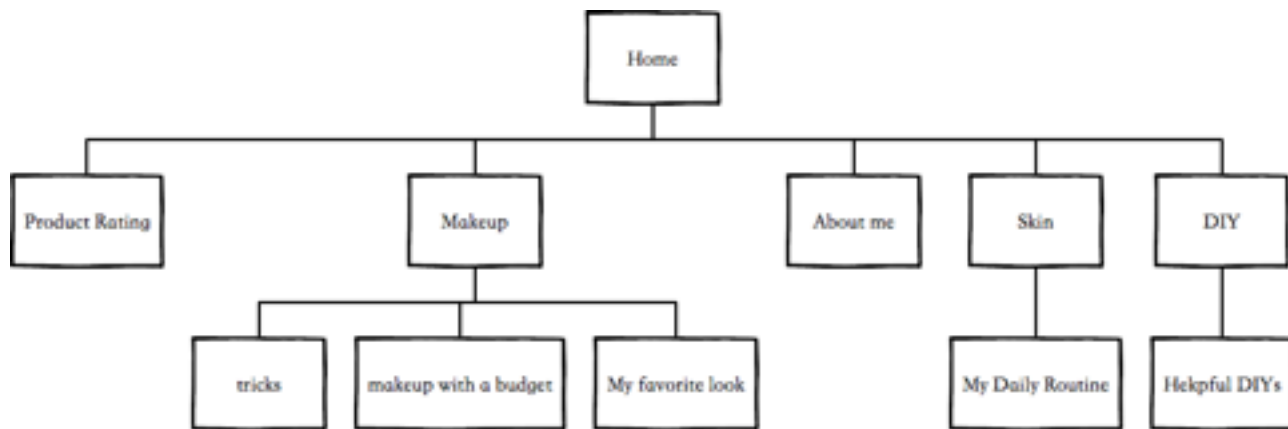 Home
Product Rating
Makeup
About me
Skin
DIY
tricks
makeup with a budget
My favorite look
My Daily Routine
Hekpful DIYs